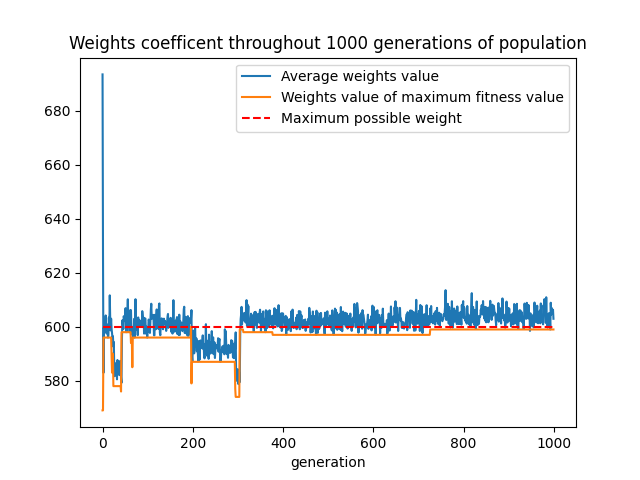 Weights coefficent throughout 1000 generations of population
Average weights value
Weights value of maximum fitness value
Maximum possible weight
680
660
640
620
600
580
0 200 400 600 800 1000
generation